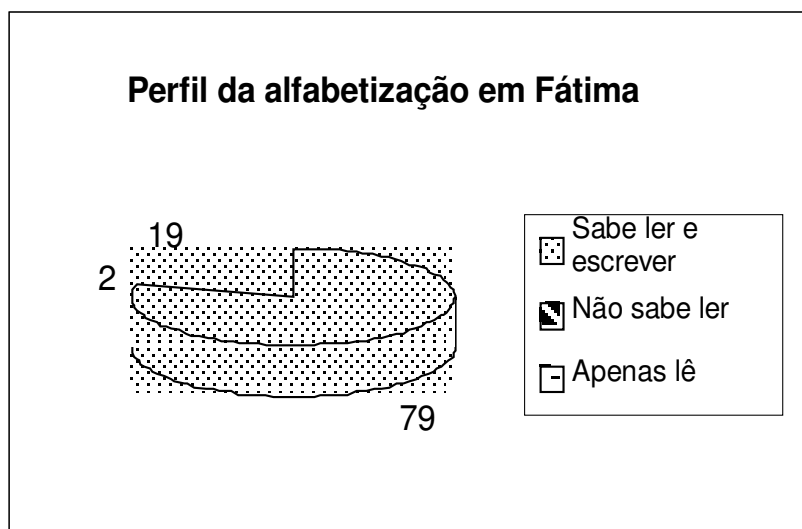 Perfil da alfabetização em Fátima
19
2
79
Sabe ler e
escrever
Não sabe ler
Apenas lê